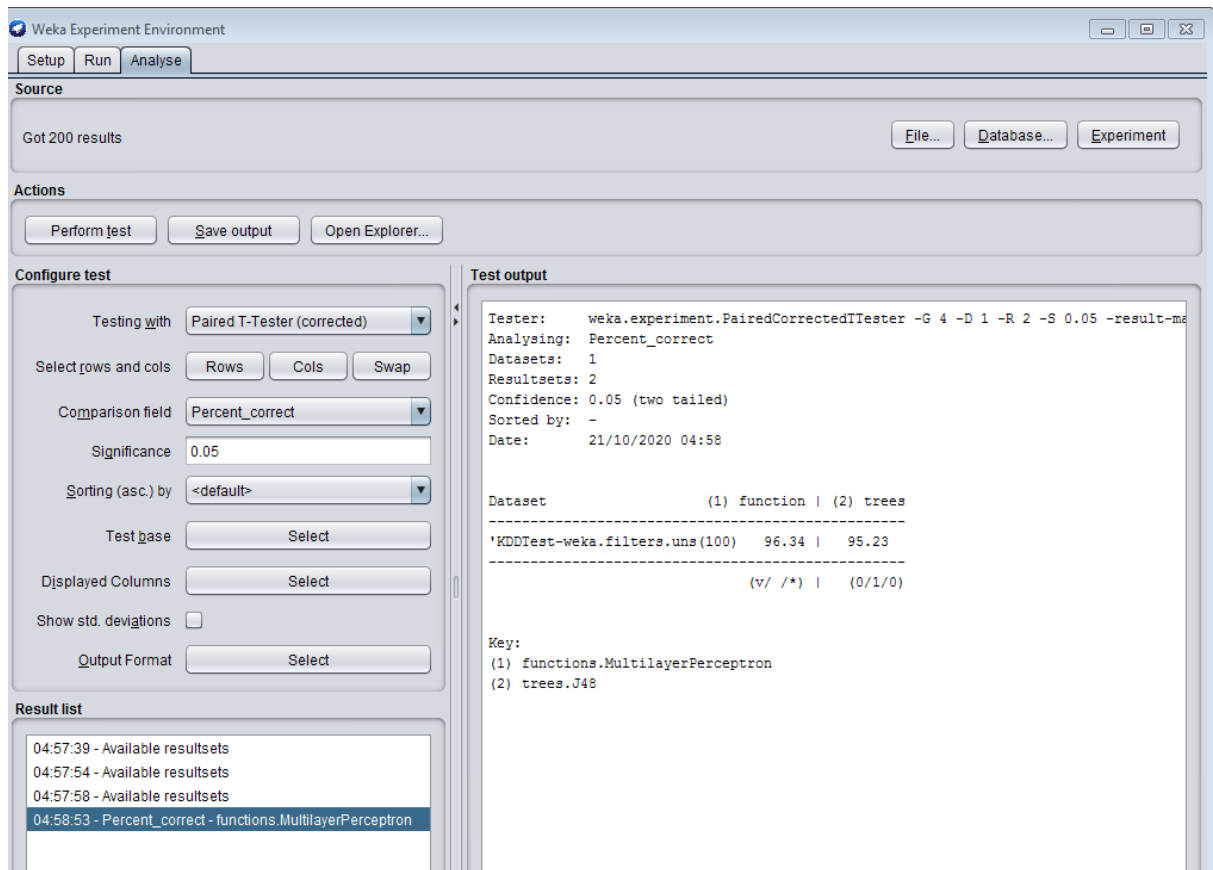 Weka Experiment Environment
Setup Run Analyse
Source
Got 200 results
File... Database... Experiment
Actions
Perform test Save output Open Explorer...
Configure test
Testing with Paired T-Tester (corrected)
Select rows and cols Rows Cols Swap
Comparison field Percent_correct
Significance 0.05
Sorting (asc.) by <default>
Test base Select
Displayed Columns Select
Show std. deviations
Output Format Select
Result list
04:57:39 - Available resultsets
04:57:54 - Available resultsets
04:57:58 - Available resultsets
04:58:53 - Percent_correct - functions.MultilayerPerceptron
Test output
Tester: weka.experiment.PairedCorrectedTTester -G 4 -D 1 -R 2 -S 0.05 -result-ma
Analysing: Percent_correct
Datasets: 1
Resultsets: 2
Confidence: 0.05 (two tailed)
Sorted by: -
Date: 21/10/2020 04:58
Dataset (1) function | (2) trees
--------------------------------------------------
'KDDTest-weka.filters.uns(100) 96.34 | 95.23
--------------------------------------------------
(v/ /*) | (0/1/0)
Key:
(1) functions.MultilayerPerceptron
(2) trees.J48